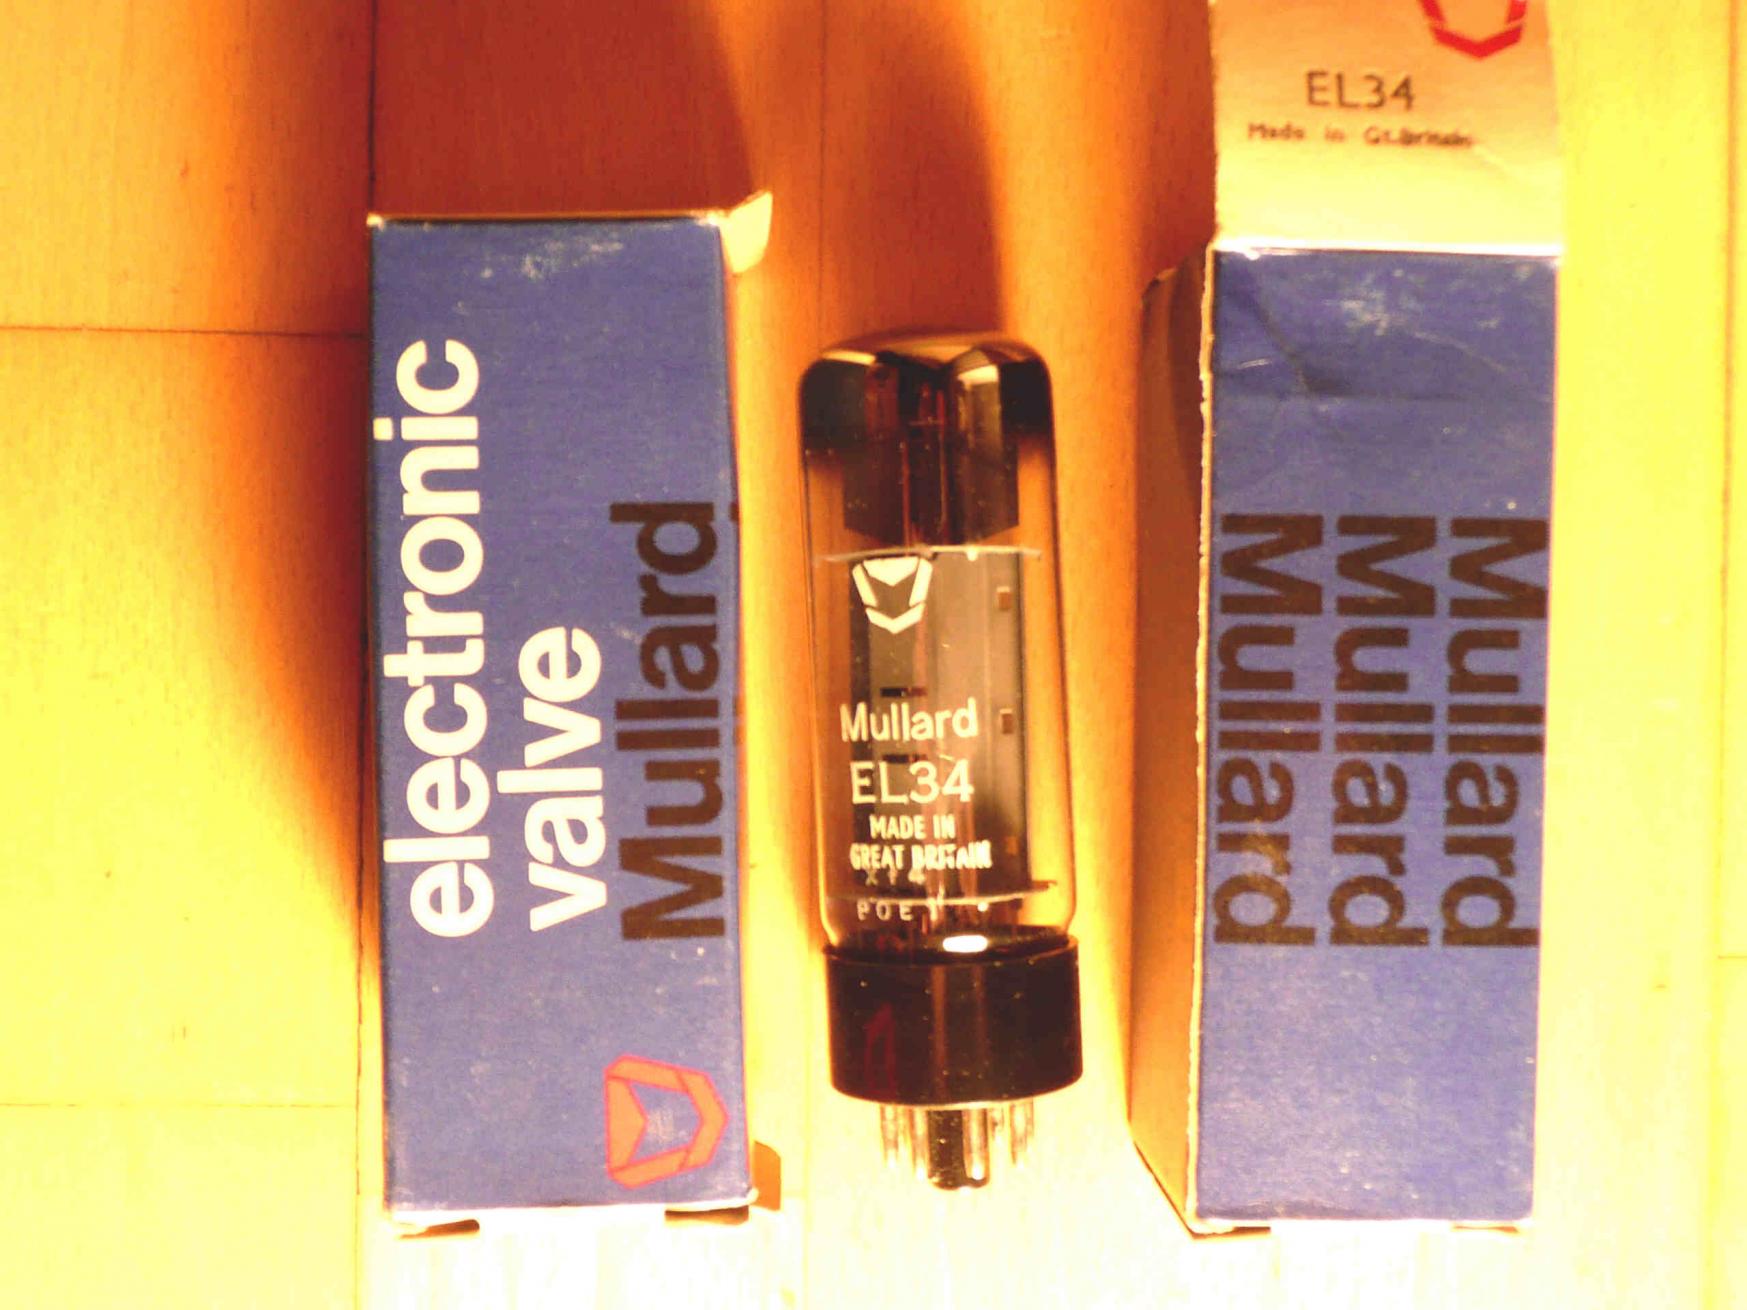 electronic
valve
Mullard
Mullard
EL34
MADE IN
GREAT BRITAIN
EL34
Made in Gt.Britain
Mullard
Mullard
Mullard